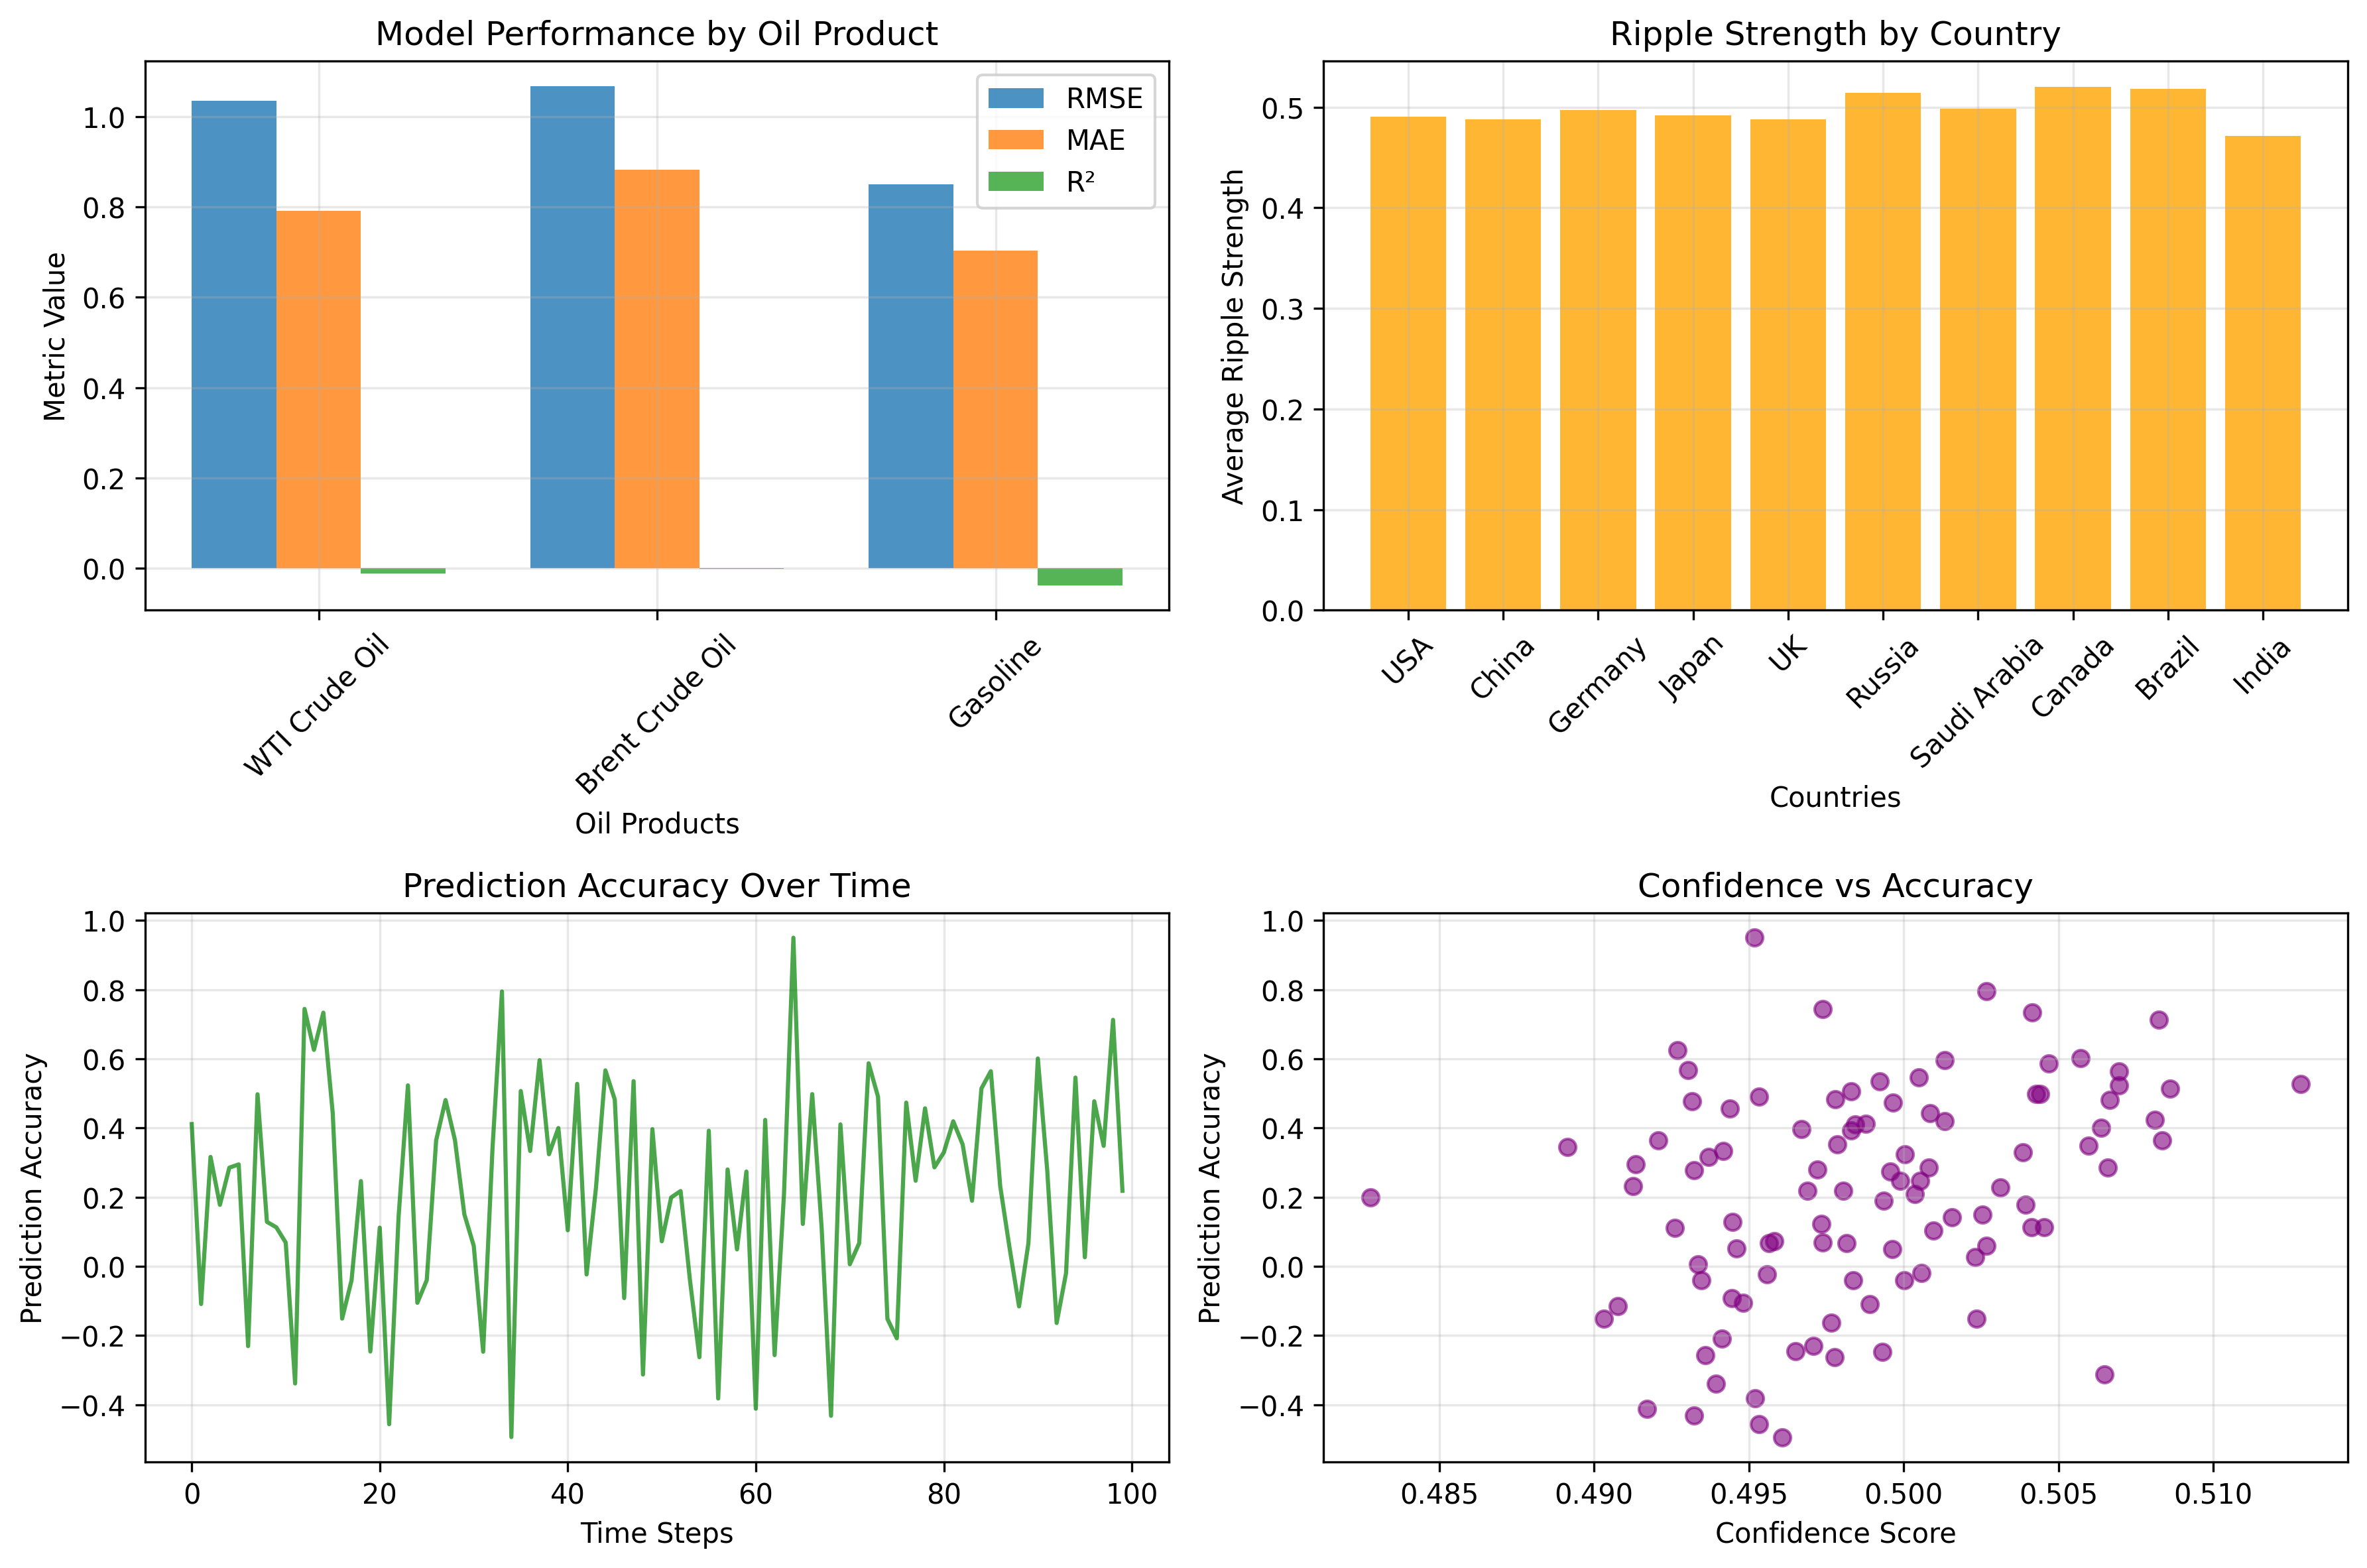 Model Performance by Oil Product
RMSE
MAE
R²
Metric Value
1.0
0.8
0.6
0.4
0.2
0.0
WTI Crude Oil
Brent Crude Oil
Gasoline
Oil Products
Ripple Strength by Country
Average Ripple Strength
0.5
0.4
0.3
0.2
0.1
0.0
USA
China
Germany
Japan
UK
Russia
Saudi Arabia
Canada
Brazil
India
Countries
Prediction Accuracy Over Time
Prediction Accuracy
1.0
0.8
0.6
0.4
0.2
0.0
−0.2
−0.4
0
20
40
60
80
100
Time Steps
Confidence vs Accuracy
Prediction Accuracy
1.0
0.8
0.6
0.4
0.2
0.0
−0.2
−0.4
0.485
0.490
0.495
0.500
0.505
0.510
Confidence Score